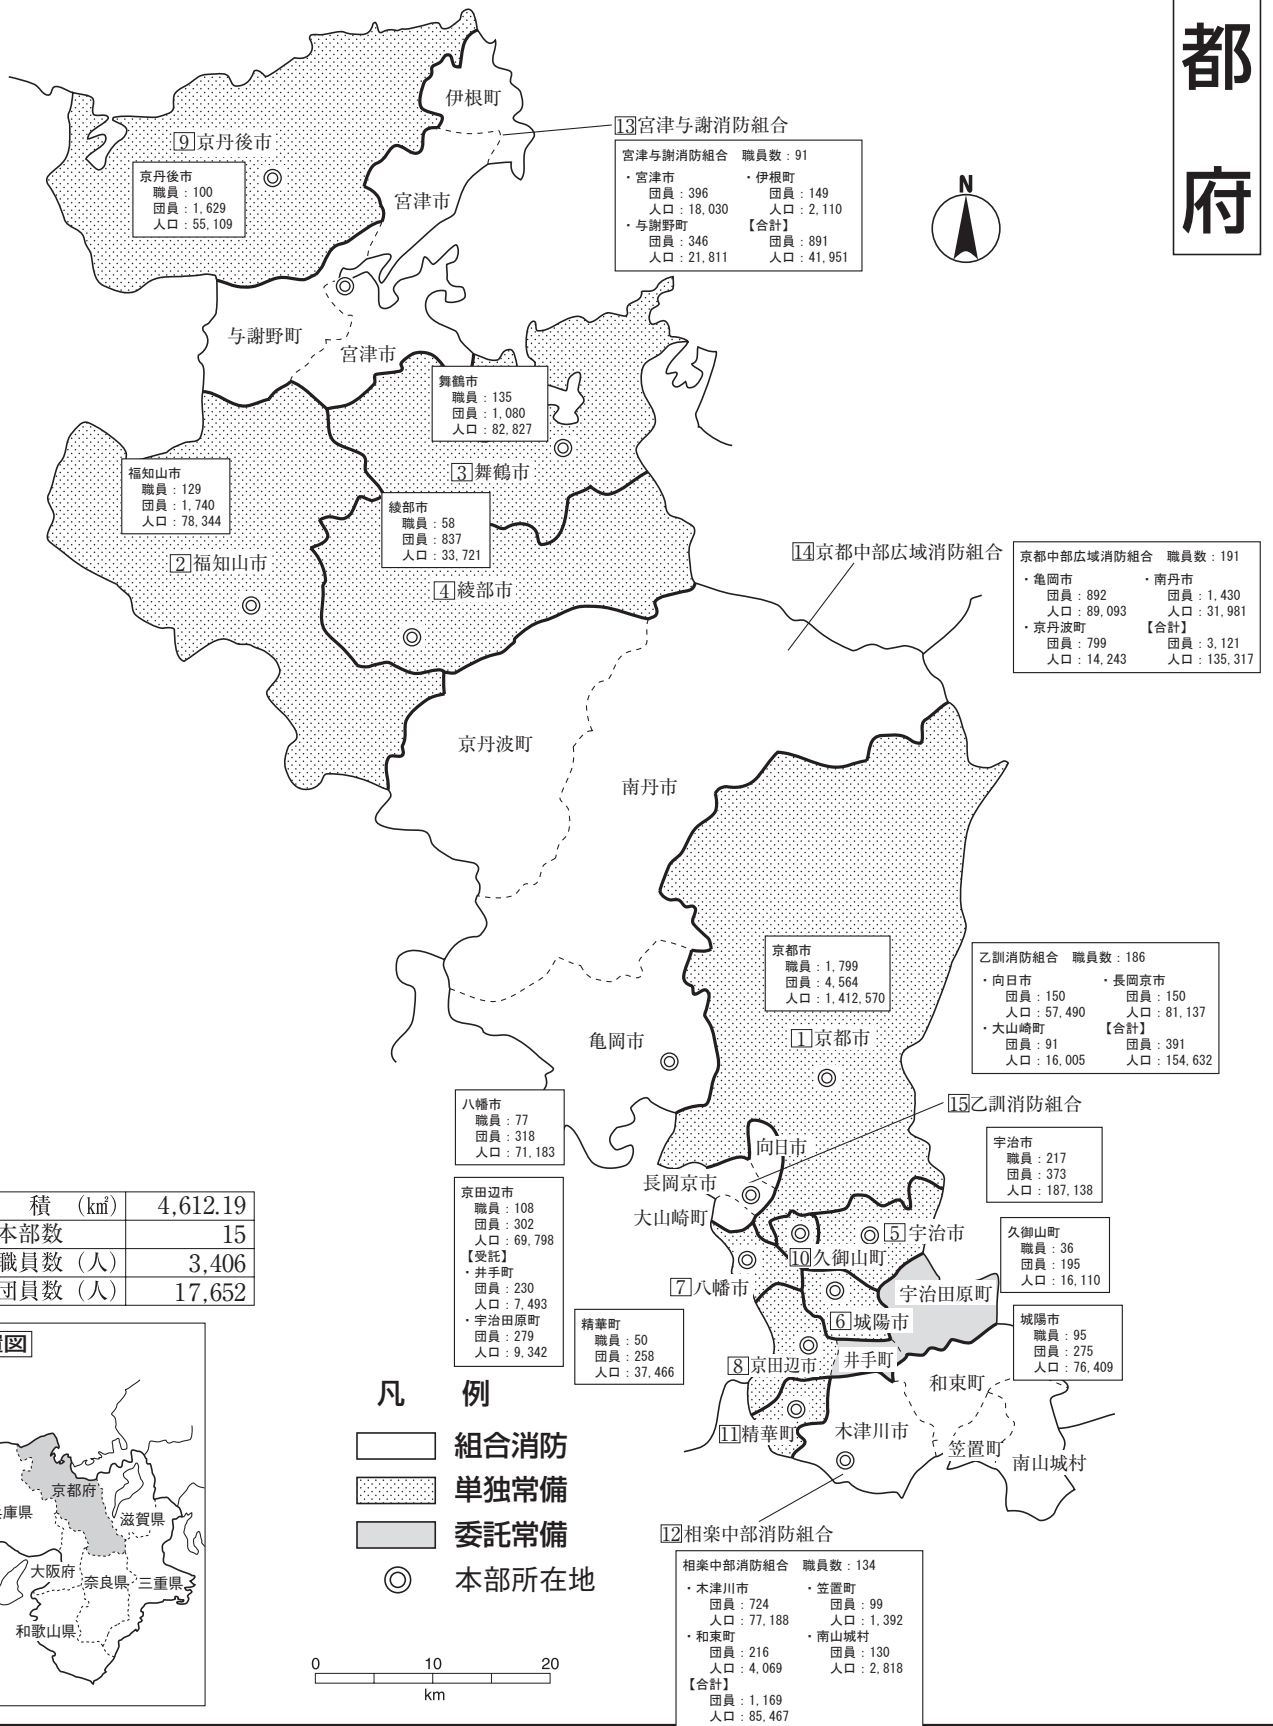 都
府
伊根町
13宮津与謝消防組合
宮津与謝消防組合　職員数：91
・宮津市　・伊根町
団員：396　団員：149
人口：18,030　人口：2,110
・与謝野町　【合計】
団員：346　団員：891
人口：21,811　人口：41,951
N
9京丹後市
京丹後市
職員：100
団員：1,629
人口：55,109
宮津市
与謝野町
宮津市
舞鶴市
職員：135
団員：1,080
人口：82,827
3舞鶴市
福知山市
職員：129
団員：1,740
人口：78,344
2福知山市
綾部市
職員：58
団員：837
人口：33,721
4綾部市
14京都中部広域消防組合
京都中部広域消防組合　職員数：191
・亀岡市　・南丹市
団員：892　団員：1,430
人口：89,093　人口：31,981
・京丹波町　【合計】
団員：799　団員：3,121
人口：14,243　人口：135,317
京丹波町
南丹市
京都市
職員：1,799
団員：4,564
人口：1,412,570
1京都市
乙訓消防組合　職員数：186
・向日市　・長岡京市
団員：150　団員：150
人口：57,490　人口：81,137
・大山崎町　【合計】
団員：91　団員：391
人口：16,005　人口：154,632
亀岡市
15乙訓消防組合
八幡市
職員：77
団員：318
人口：71,183
向日市
長岡京市
大山崎町
宇治市
職員：217
団員：373
人口：187,138
京田辺市
職員：108
団員：302
人口：69,798
【受託】
・井手町
団員：230
人口：7,493
・宇治田原町
団員：279
人口：9,342
5宇治市
10久御山町
久御山町
職員：36
団員：195
人口：16,110
7八幡市
宇治田原町
6城陽市
城陽市
職員：95
団員：275
人口：76,409
精華町
職員：50
団員：258
人口：37,466
8京田辺市
井手町
和束町
11精華町
木津川市
笠置町
南山城村
12相楽中部消防組合
相楽中部消防組合　職員数：134
・木津川市　・笠置町
団員：724　団員：99
人口：77,188　人口：1,392
・和束町　・南山城村
団員：216　団員：130
人口：4,069　人口：2,818
【合計】
団員：1,169
人口：85,467
積（㎢）　4,612.19
本部数　15
職員数（人）　3,406
団員数（人）　17,652
置図
京都府
兵庫県
滋賀県
大阪府
奈良県
三重県
和歌山県
凡　例
組合消防
単独常備
委託常備
本部所在地
0　10　20
km